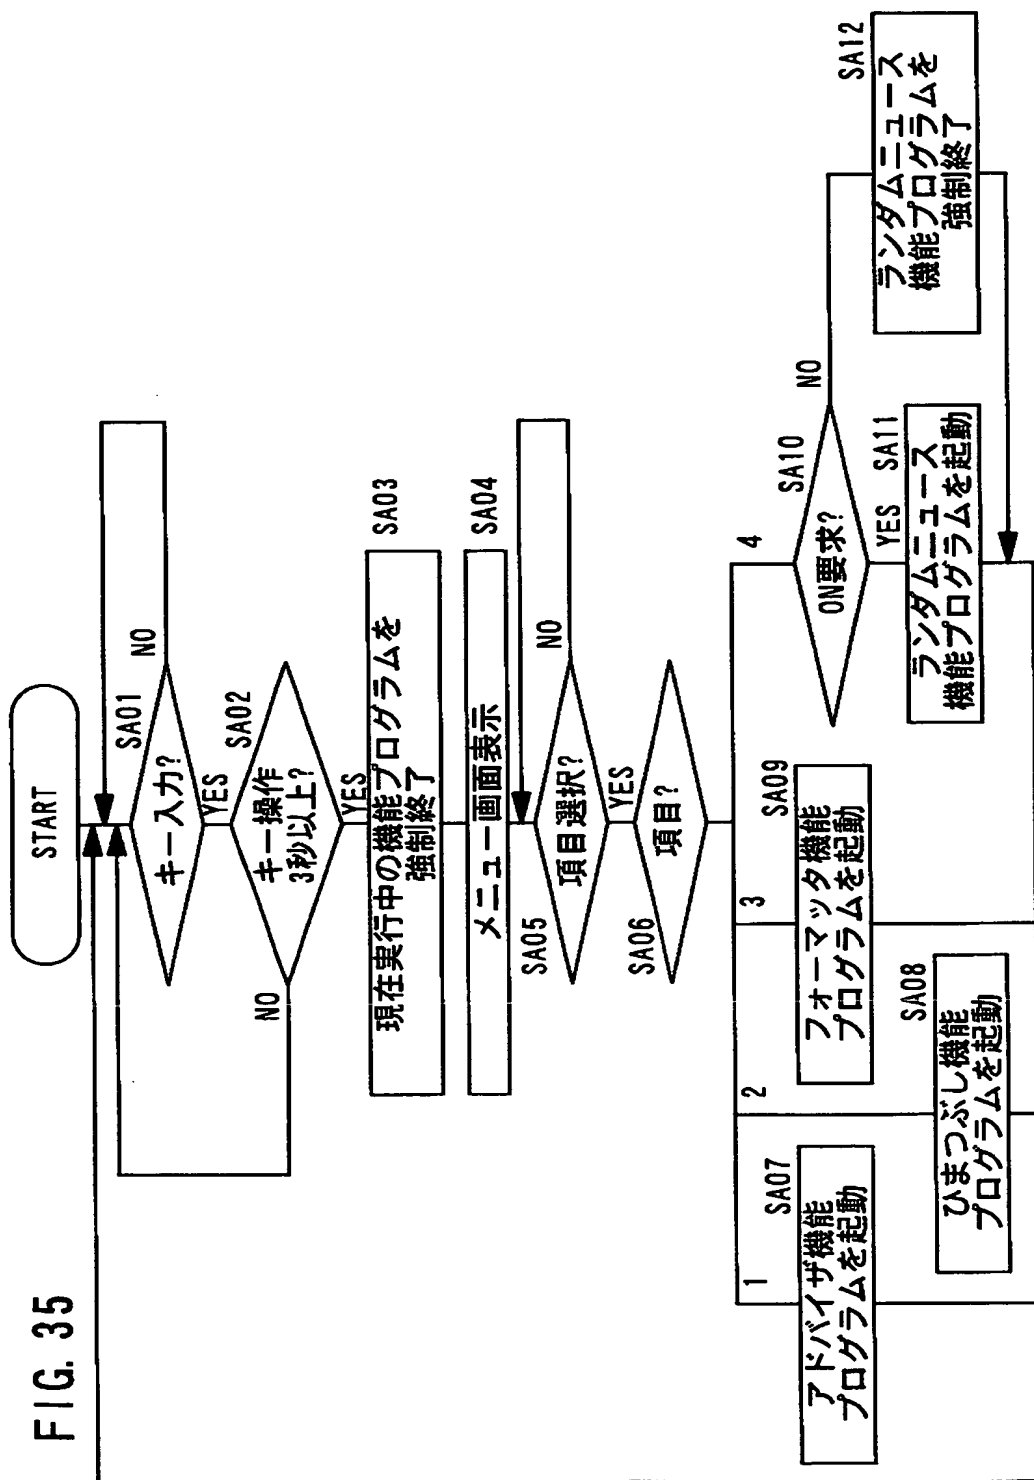 FIG. 35
START
SA01
キー入力?
NO
YES
SA02
キー操作
3秒以上?
NO
YES
SA03
現在実行中の機能プログラムを
強制終了
SA04
メニュー画面表示
SA05
項目選択?
NO
YES
SA06
項目?
1
2
3
4
SA07
アドバイザ機能
プログラムを起動
SA08
ひまつぶし機能
プログラムを起動
SA09
フォーマッタ機能
プログラムを起動
SA10
ON要求?
NO
YES
SA11
ランダムニュース
機能プログラムを起動
SA12
ランダムニュース
機能プログラムを
強制終了